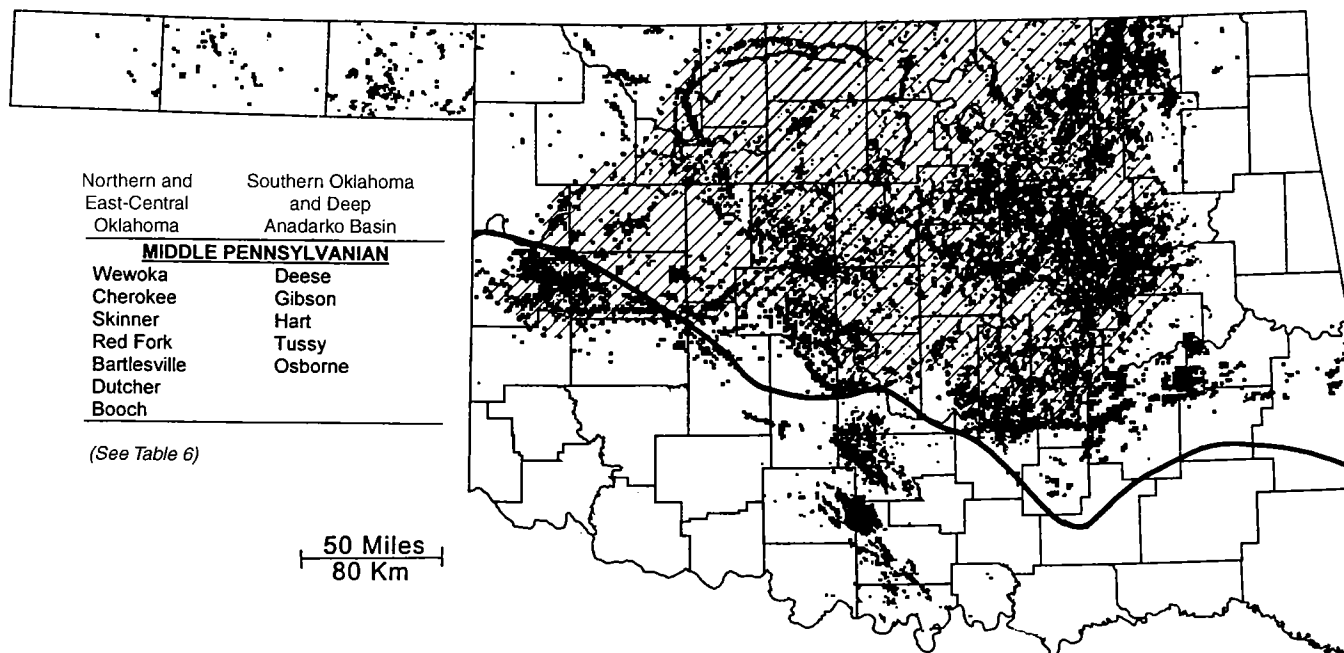 Northern and East-Central Oklahoma
Southern Oklahoma and Deep Anadarko Basin
MIDDLE PENNSYLVANIAN
Wewoka Deese
Cherokee Gibson
Skinner Hart
Red Fork Tussy
Bartlesville Osborne
Dutcher
Booch
(See Table 6)
50 Miles
80 Km